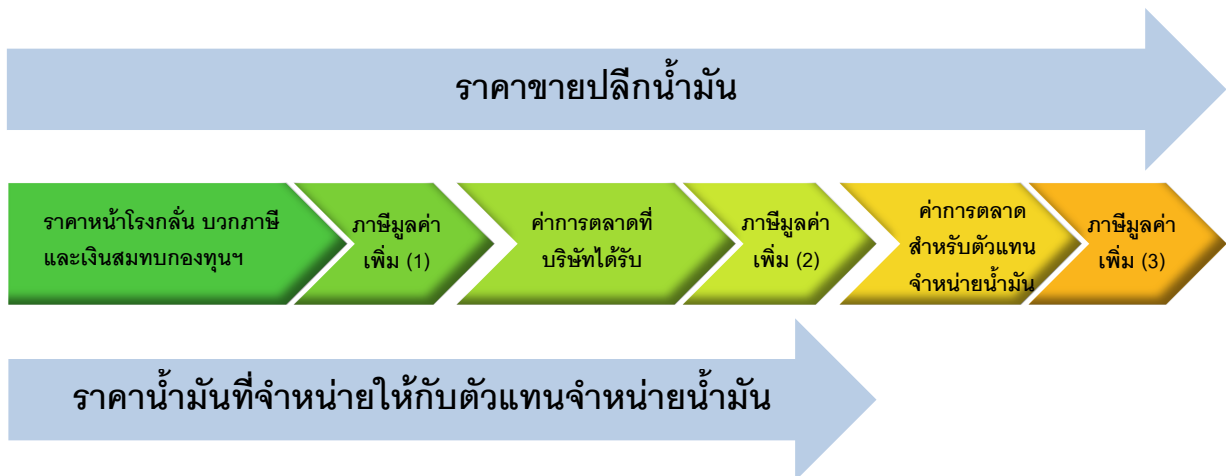 ราคาขายปลีกน้ำมัน
ราคาหน้าโรงกลั่น บวกภาษี
และเงินสมทบกองทุนฯ
ภาษีมูลค่า
เพิ่ม (1)
ค่าการตลาดที่
บริษัทได้รับ
ภาษีมูลค่า
เพิ่ม (2)
ค่าการตลาด
สำหรับตัวแทน
จำหน่ายน้ำมัน
ภาษีมูลค่า
เพิ่ม (3)
ราคาน้ำมันที่จำหน่ายให้กับตัวแทนจำหน่ายน้ำมัน